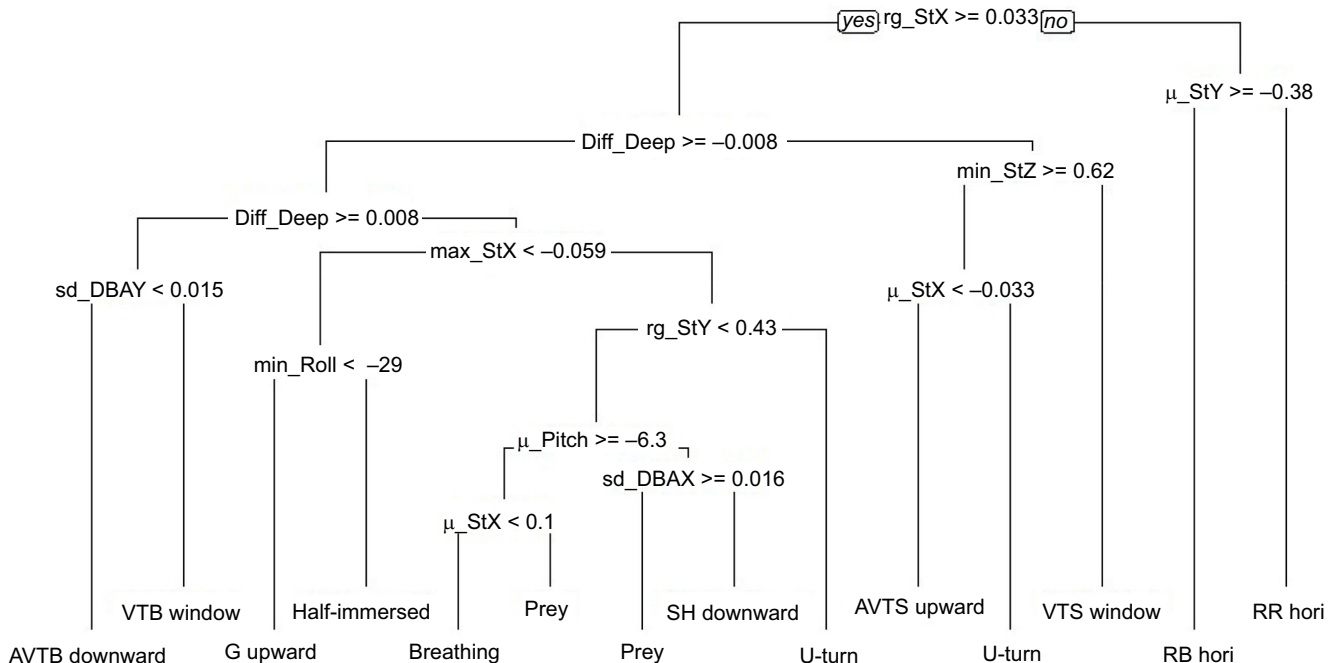 yes rg_StX >= 0.033 no
μ_StY >= –0.38
Diff_Deep >= –0.008
min_StZ >= 0.62
Diff_Deep >= 0.008
max_StX < –0.059
sd_DBAY < 0.015
μ_StX < –0.033
rg_StY < 0.43
min_Roll < –29
μ_Pitch >= –6.3
sd_DBAX >= 0.016
μ_StX < 0.1
VTB window Half-immersed Prey SH downward AVTS upward VTS window RR hori
AVTB downward G upward Breathing Prey U-turn U-turn RB hori